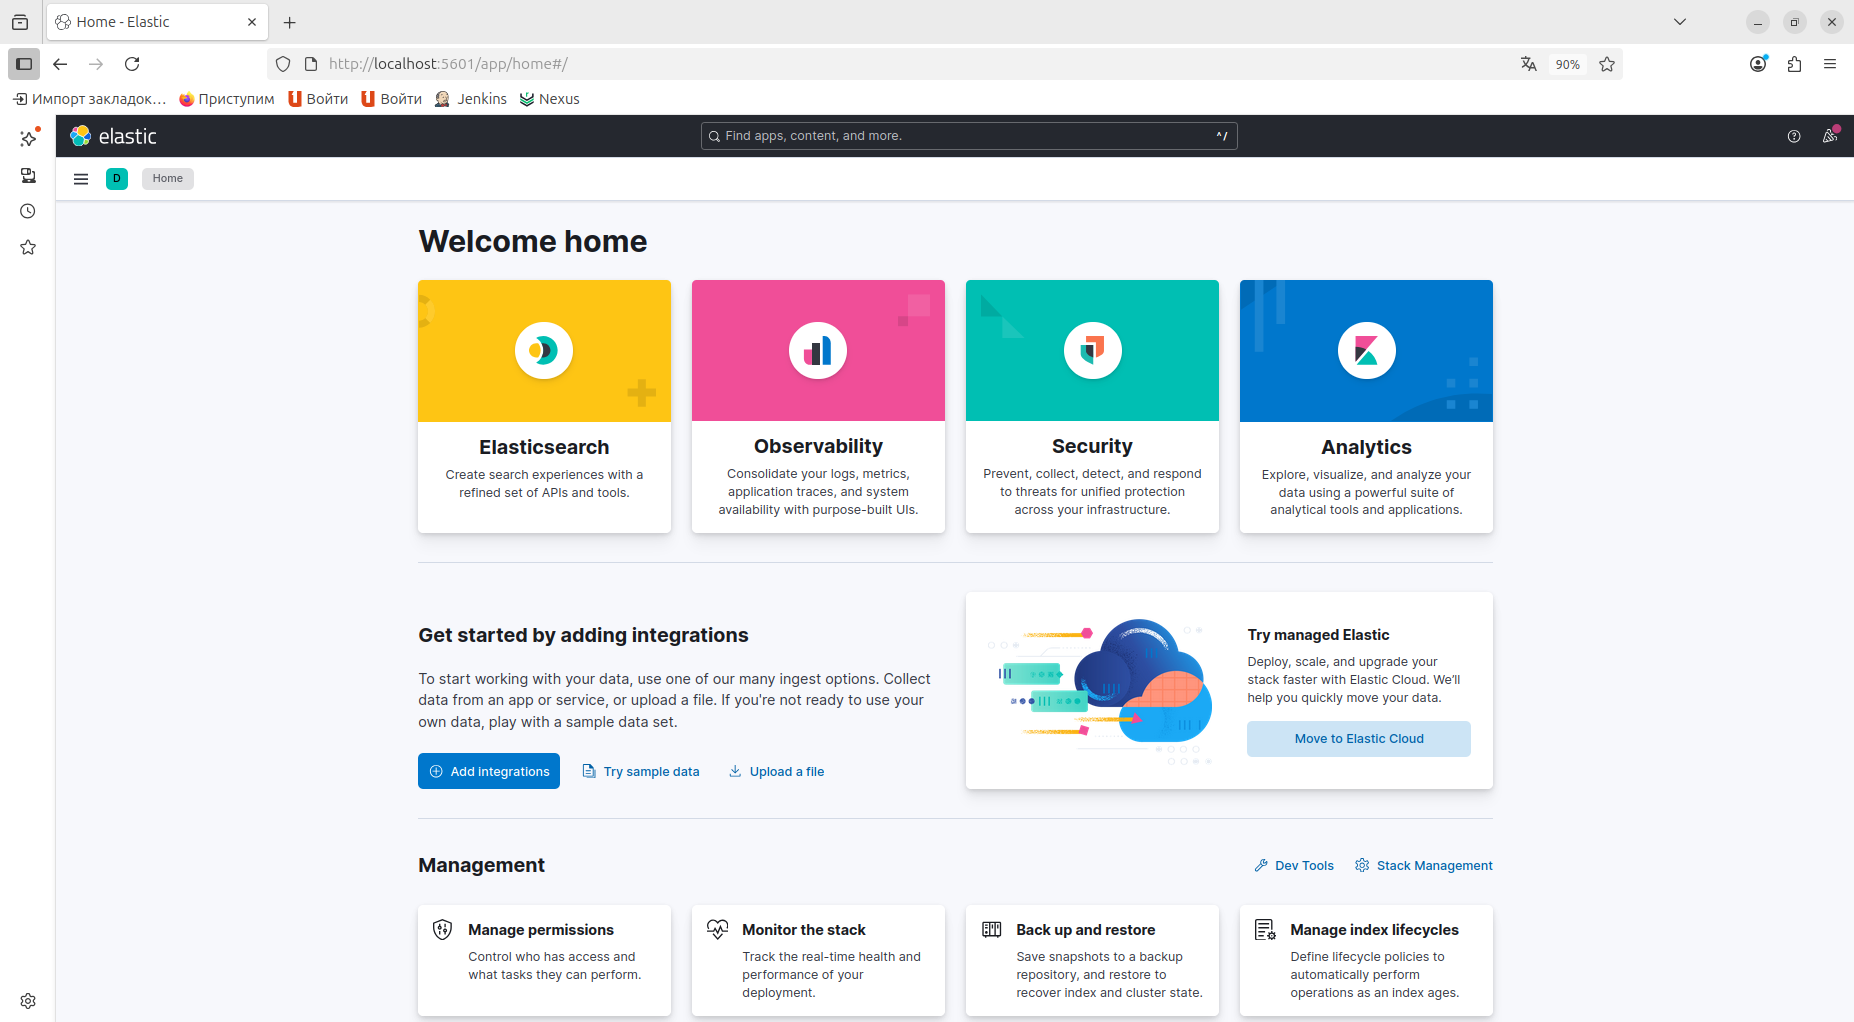 Home - Elastic
http://localhost:5601/app/home#/
90%
Импорт закладок…
Приступим
Войти
Войти
Jenkins
Nexus
elastic
Find apps, content, and more.
^/
D
Home
Welcome home
Elasticsearch
Create search experiences with a
refined set of APIs and tools.
Observability
Consolidate your logs, metrics,
application traces, and system
availability with purpose-built UIs.
Security
Prevent, collect, detect, and respond
to threats for unified protection
across your infrastructure.
Analytics
Explore, visualize, and analyze your
data using a powerful suite of
analytical tools and applications.
Get started by adding integrations
To start working with your data, use one of our many ingest options. Collect
data from an app or service, or upload a file. If you're not ready to use your
own data, play with a sample data set.
Add integrations
Try sample data
Upload a file
Try managed Elastic
Deploy, scale, and upgrade your
stack faster with Elastic Cloud. We’ll
help you quickly move your data.
Move to Elastic Cloud
Management
Dev Tools
Stack Management
Manage permissions
Control who has access and
what tasks they can perform.
Monitor the stack
Track the real-time health and
performance of your
deployment.
Back up and restore
Save snapshots to a backup
repository, and restore to
recover index and cluster state.
Manage index lifecycles
Define lifecycle policies to
automatically perform
operations as an index ages.